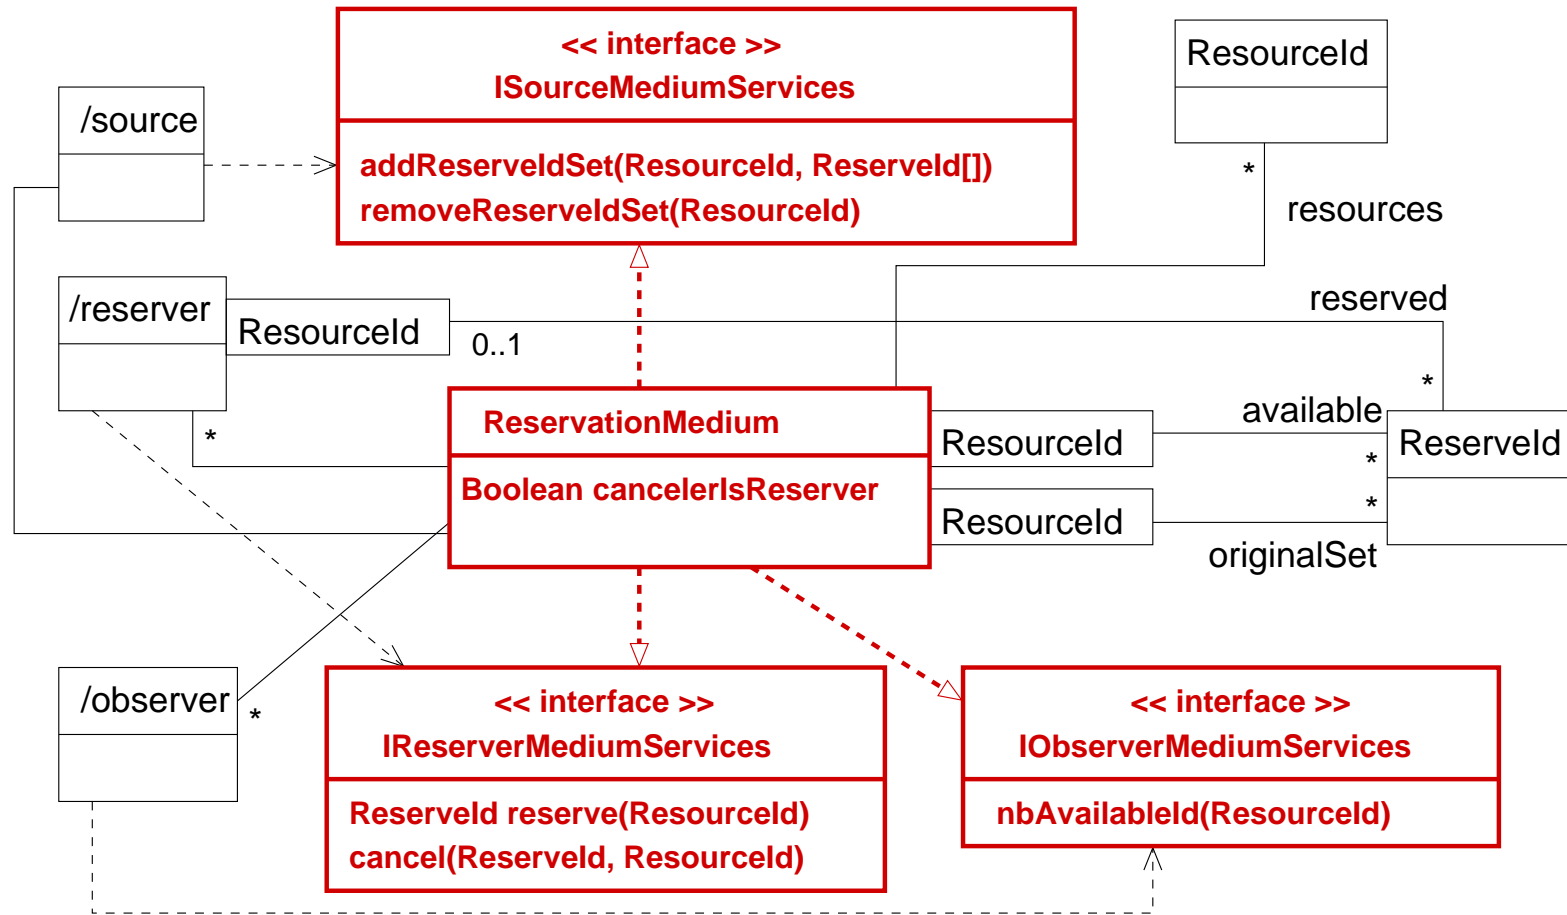 << interface >>
ISourceMediumServices
addReserveIdSet(ResourceId, ReserveId[])
removeReserveIdSet(ResourceId)
ResourceId
*
resources
/source
/reserver
ResourceId
0..1
reserved
*
*
ReservationMedium
Boolean cancelerIsReserver
ResourceId
available
*
ResourceId
*
originalSet
ReserveId
/observer
*
<< interface >>
IReserverMediumServices
ReserveId reserve(ResourceId)
cancel(ReserveId, ResourceId)
<< interface >>
IObserverMediumServices
nbAvailableId(ResourceId)